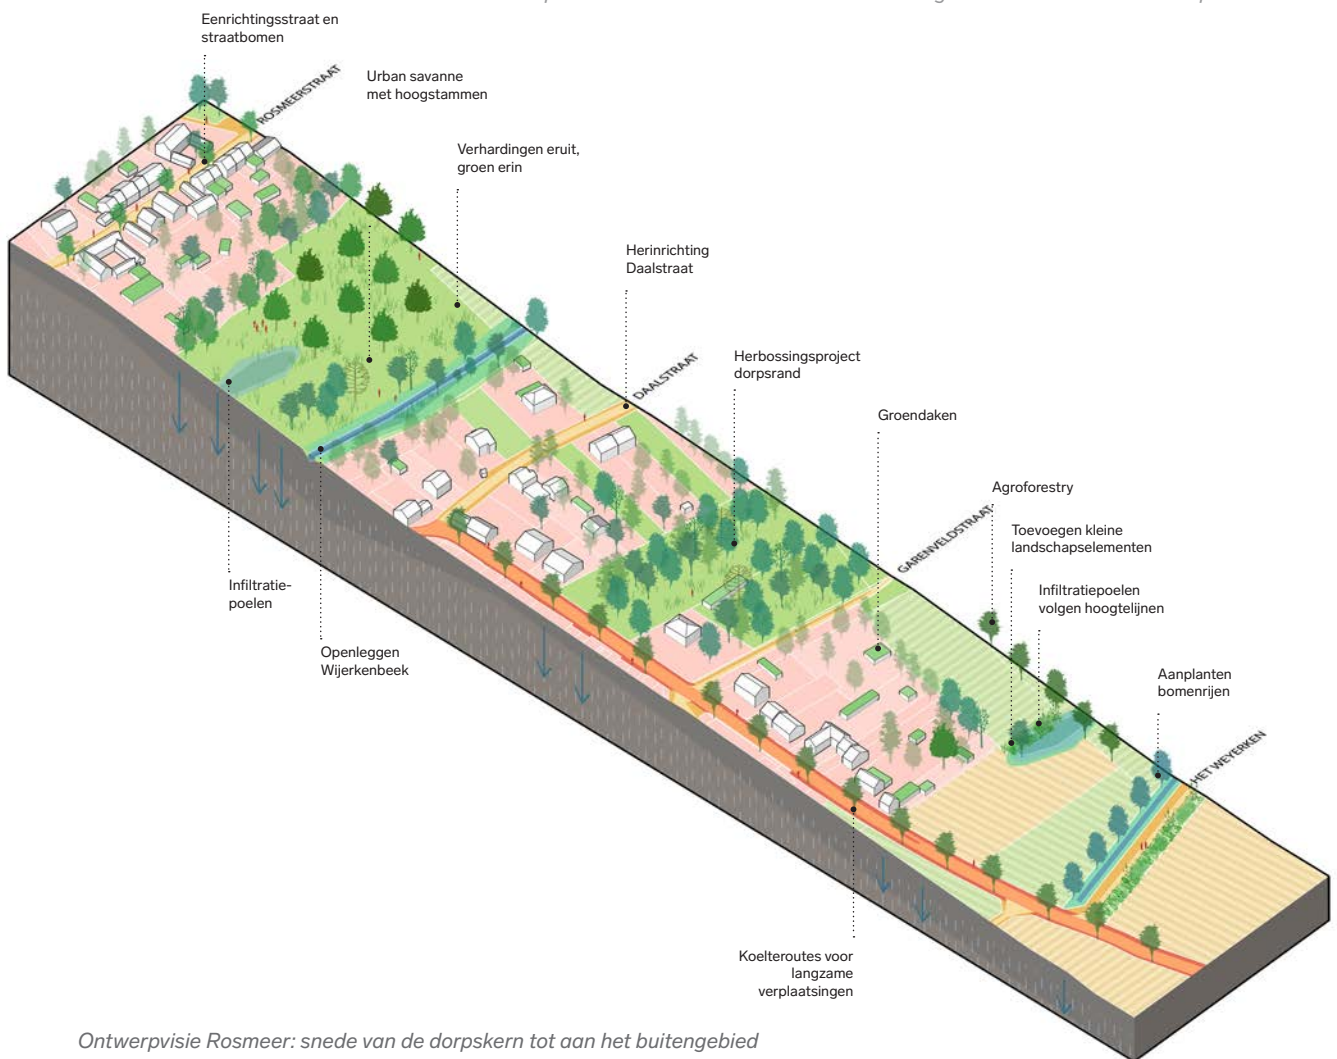 Eenrichtingsstraat en
straatbomen
ROSMEERSTRAAT
Urban savanne
met hoogstammen
Verhardingen eruit,
groen erin
Herinrichting
Daalstraat
DAALSTRAAT
Herbossingsproject
dorpsrand
Groendaken
GARENVELDSTRAAT
Agroforestry
Toevoegen kleine
landschapselementen
Infiltratiepoelen
volgen hoogtelijnen
Aanplanten
bomenrijen
HET WEYERKEN
Infiltratie-
poelen
Openleggen
Wijerkenbeek
Koelteroutes voor
langzame
verplaatsingen
Ontwerpvisie Rosmeer: snede van de dorpskern tot aan het buitengebied